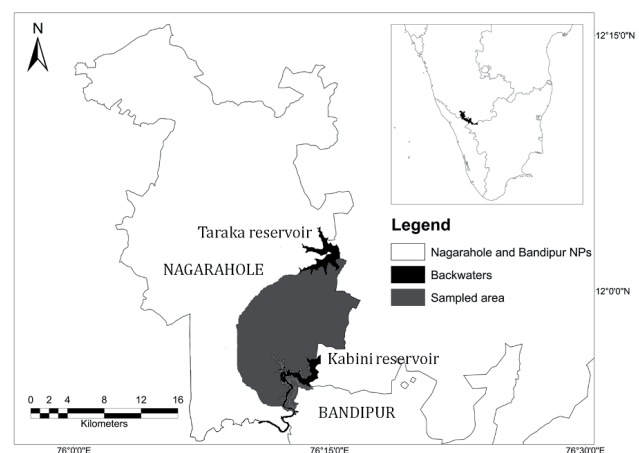 N
12°15'0"N
Taraka reservoir
NAGARAHOLE
Legend
Nagarahole and Bandipur NPs
Backwaters
Sampled area
12°0'0"N
Kabini reservoir
BANDIPUR
0 2 4 8 12 16
Kilometers
76°0'0"E 76°15'0"E 76°30'0"E